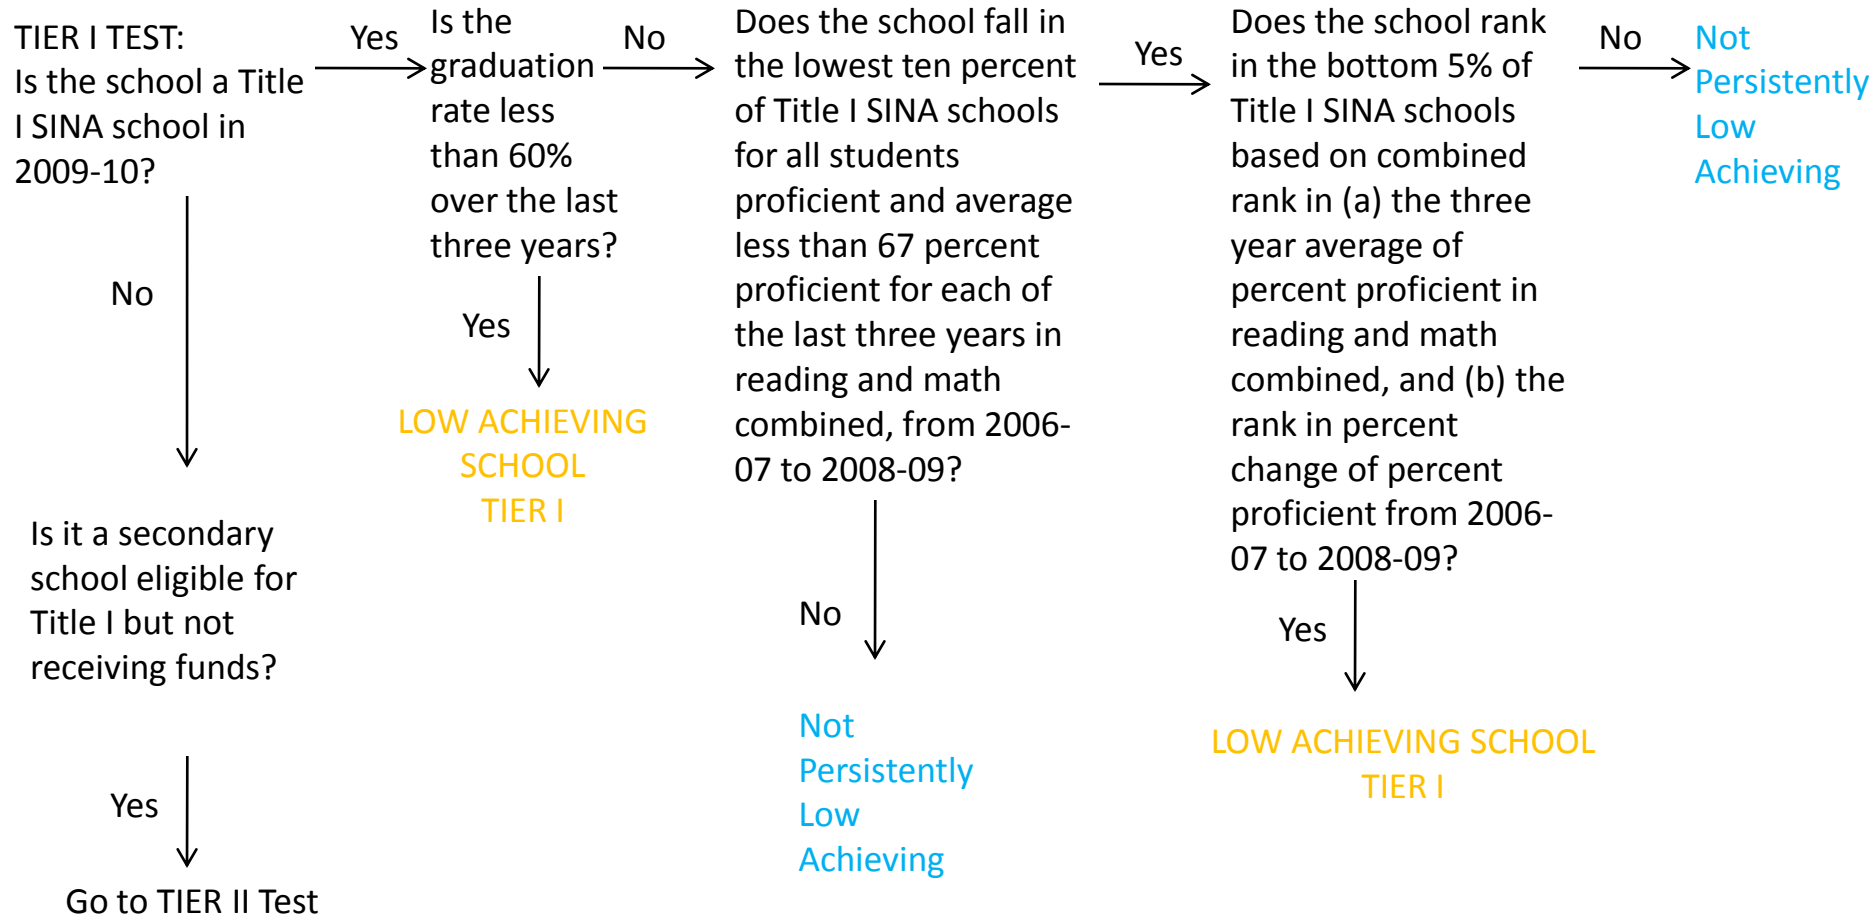 TIER I TEST:
Is the school a Title
I SINA school in
2009-10?
Yes
Is the
graduation
rate less
than 60%
over the last
three years?
No
Does the school fall in
the lowest ten percent
of Title I SINA schools
for all students
proficient and average
less than 67 percent
proficient for each of
the last three years in
reading and math
combined, from 2006-
07 to 2008-09?
Yes
Does the school rank
in the bottom 5% of
Title I SINA schools
based on combined
rank in (a) the three
year average of
percent proficient in
reading and math
combined, and (b) the
rank in percent
change of percent
proficient from 2006-
07 to 2008-09?
No
Not
Persistently
Low
Achieving
No
Yes
LOW ACHIEVING
SCHOOL
TIER I
Is it a secondary
school eligible for
Title I but not
receiving funds?
No
Not
Persistently
Low
Achieving
Yes
LOW ACHIEVING SCHOOL
TIER I
Yes
Go to TIER II Test